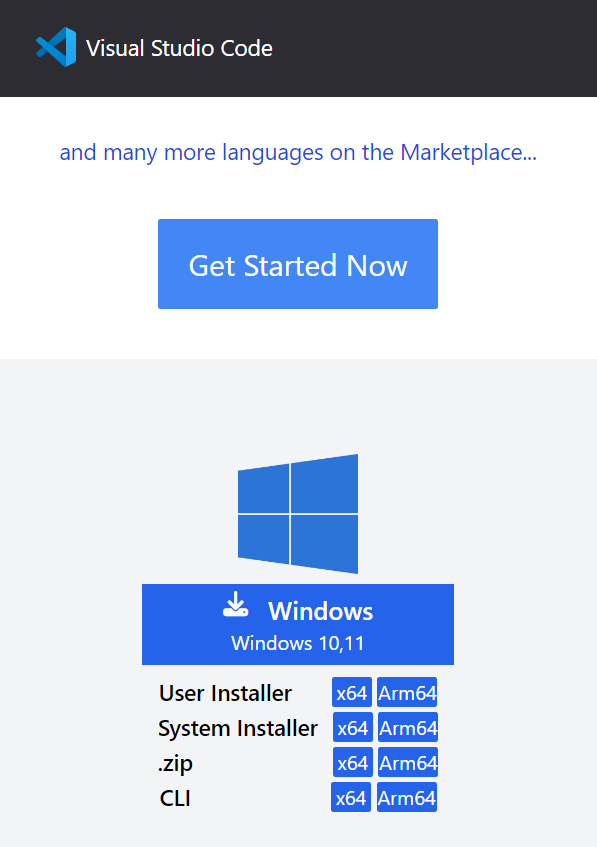 Visual Studio Code
and many more languages on the Marketplace...
Get Started Now
Windows
Windows 10,11
User Installer x64 Arm64
System Installer x64 Arm64
.zip x64 Arm64
CLI x64 Arm64